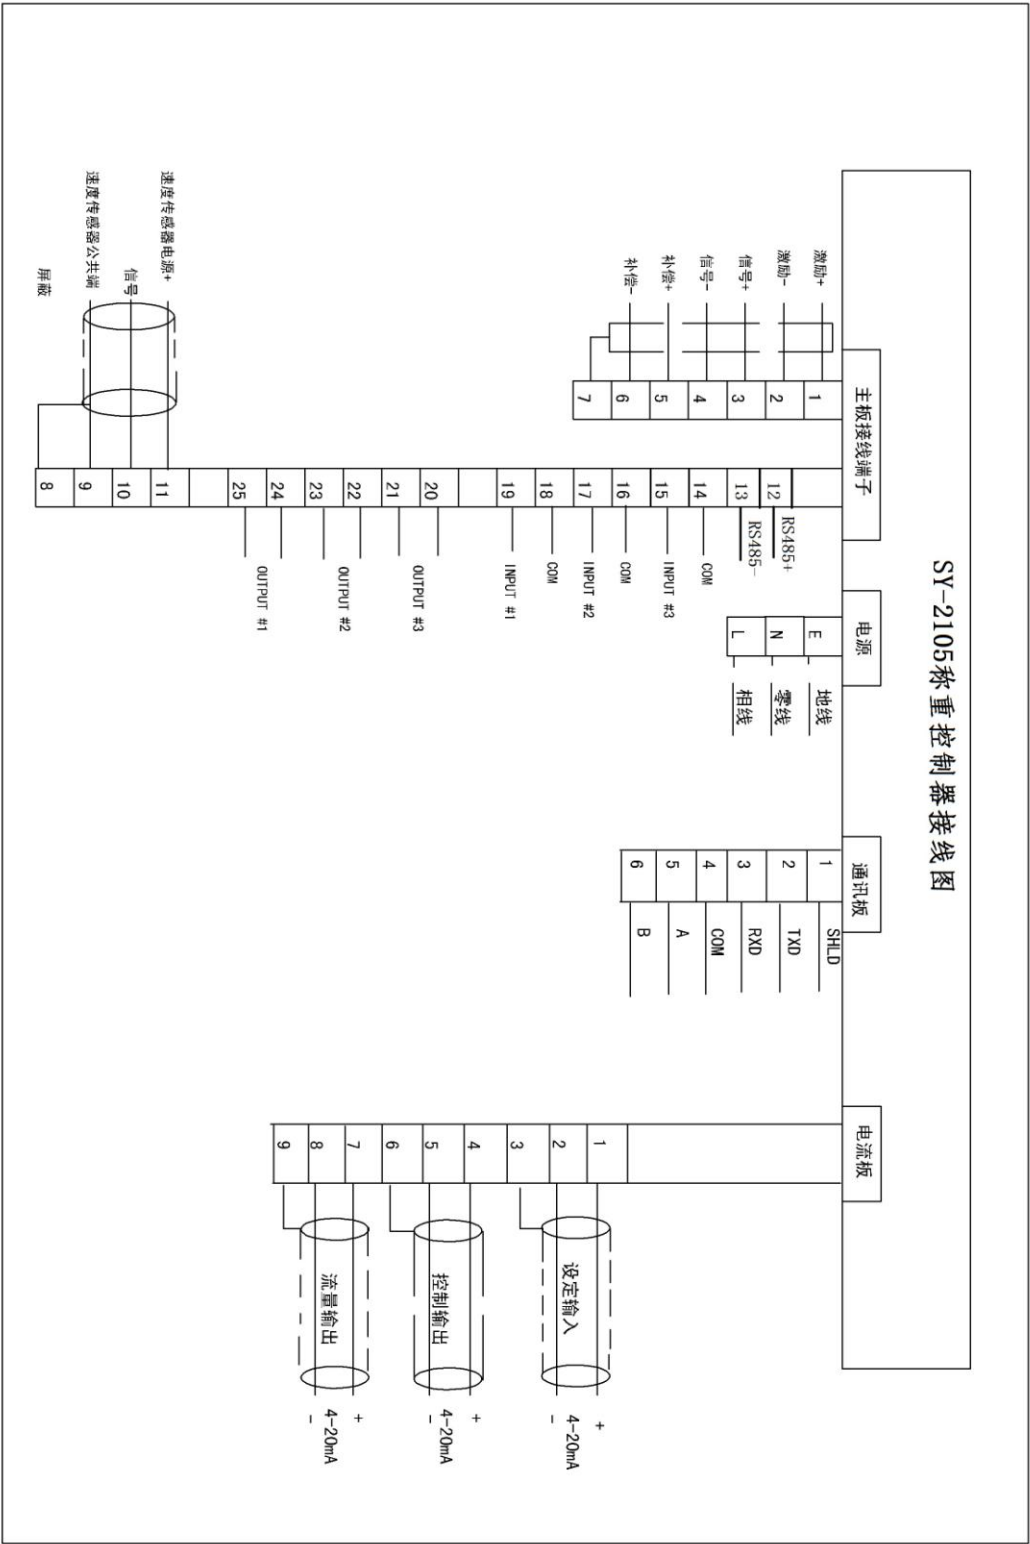 SY-2105称重控制器接线图
主板接线端子
电源
通讯板
电流板
激励+
激励-
信号+
信号-
补偿+
补偿-
1
2
3
4
5
6
7
12
13
14
15
16
17
18
19
20
21
22
23
24
25
11
10
9
8
RS485+
RS485-
COM
INPUT #3
COM
INPUT #2
COM
INPUT #1
OUTPUT #3
OUTPUT #2
OUTPUT #1
速度传感器电源+
信号
速度传感器公共端
屏蔽
E
N
L
地线
零线
相线
1
2
3
4
5
6
SHLD
TXD
RXD
COM
A
B
1
2
3
4
5
6
7
8
9
设定输入
+
4-20mA
-
控制输出
+
4-20mA
-
流量输出
+
4-20mA
-